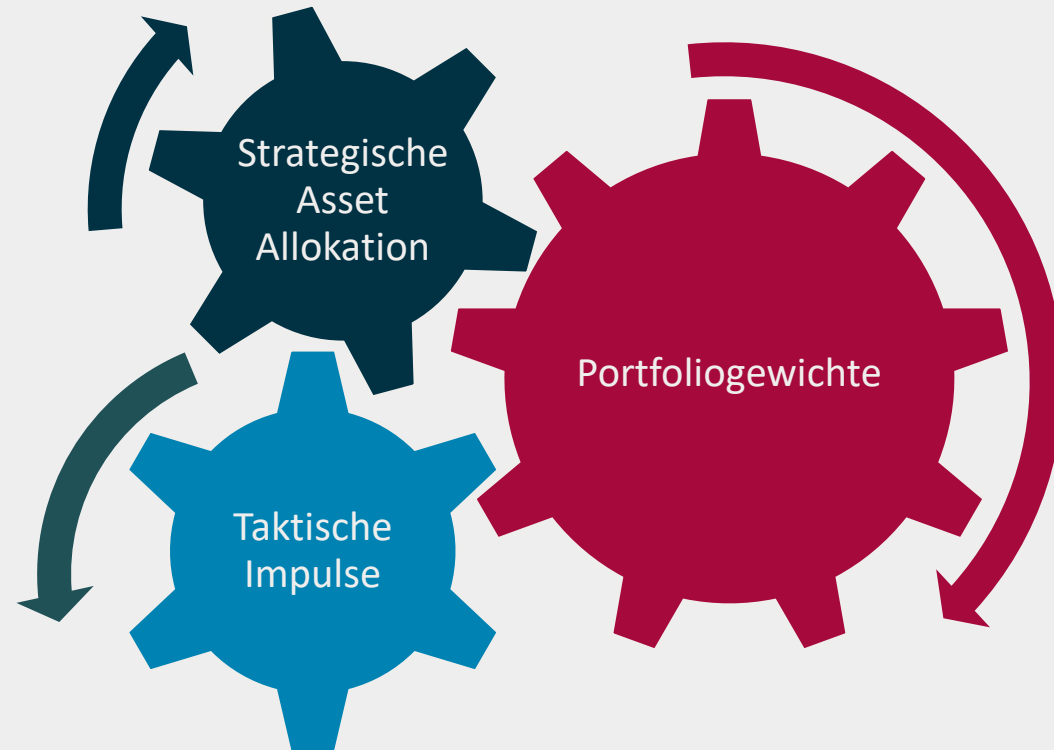 Strategische
Asset
Allokation
Portfoliogewichte
Taktische
Impulse